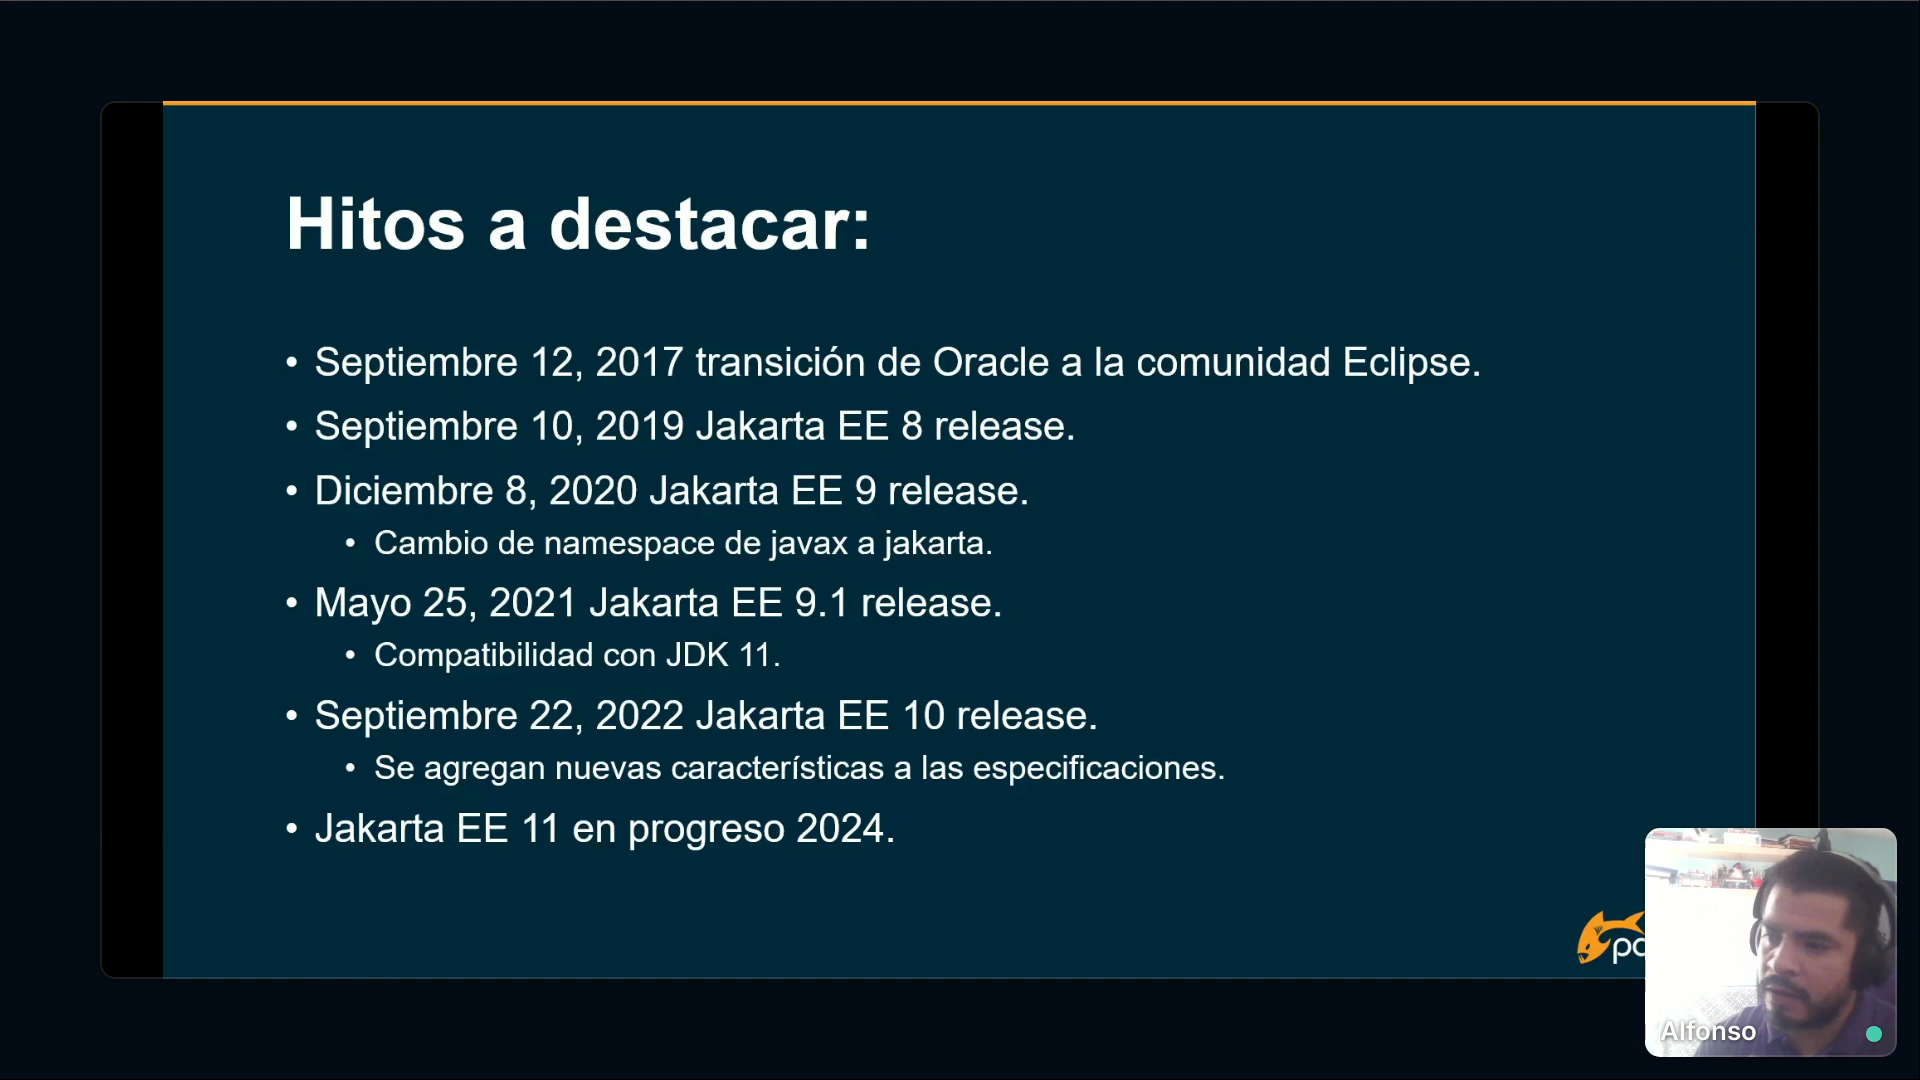 Hitos a destacar:
• Septiembre 12, 2017 transición de Oracle a la comunidad Eclipse.
• Septiembre 10, 2019 Jakarta EE 8 release.
• Diciembre 8, 2020 Jakarta EE 9 release.
• Cambio de namespace de javax a jakarta.
• Mayo 25, 2021 Jakarta EE 9.1 release.
• Compatibilidad con JDK 11.
• Septiembre 22, 2022 Jakarta EE 10 release.
• Se agregan nuevas características a las especificaciones.
• Jakarta EE 11 en progreso 2024.
Alfonso